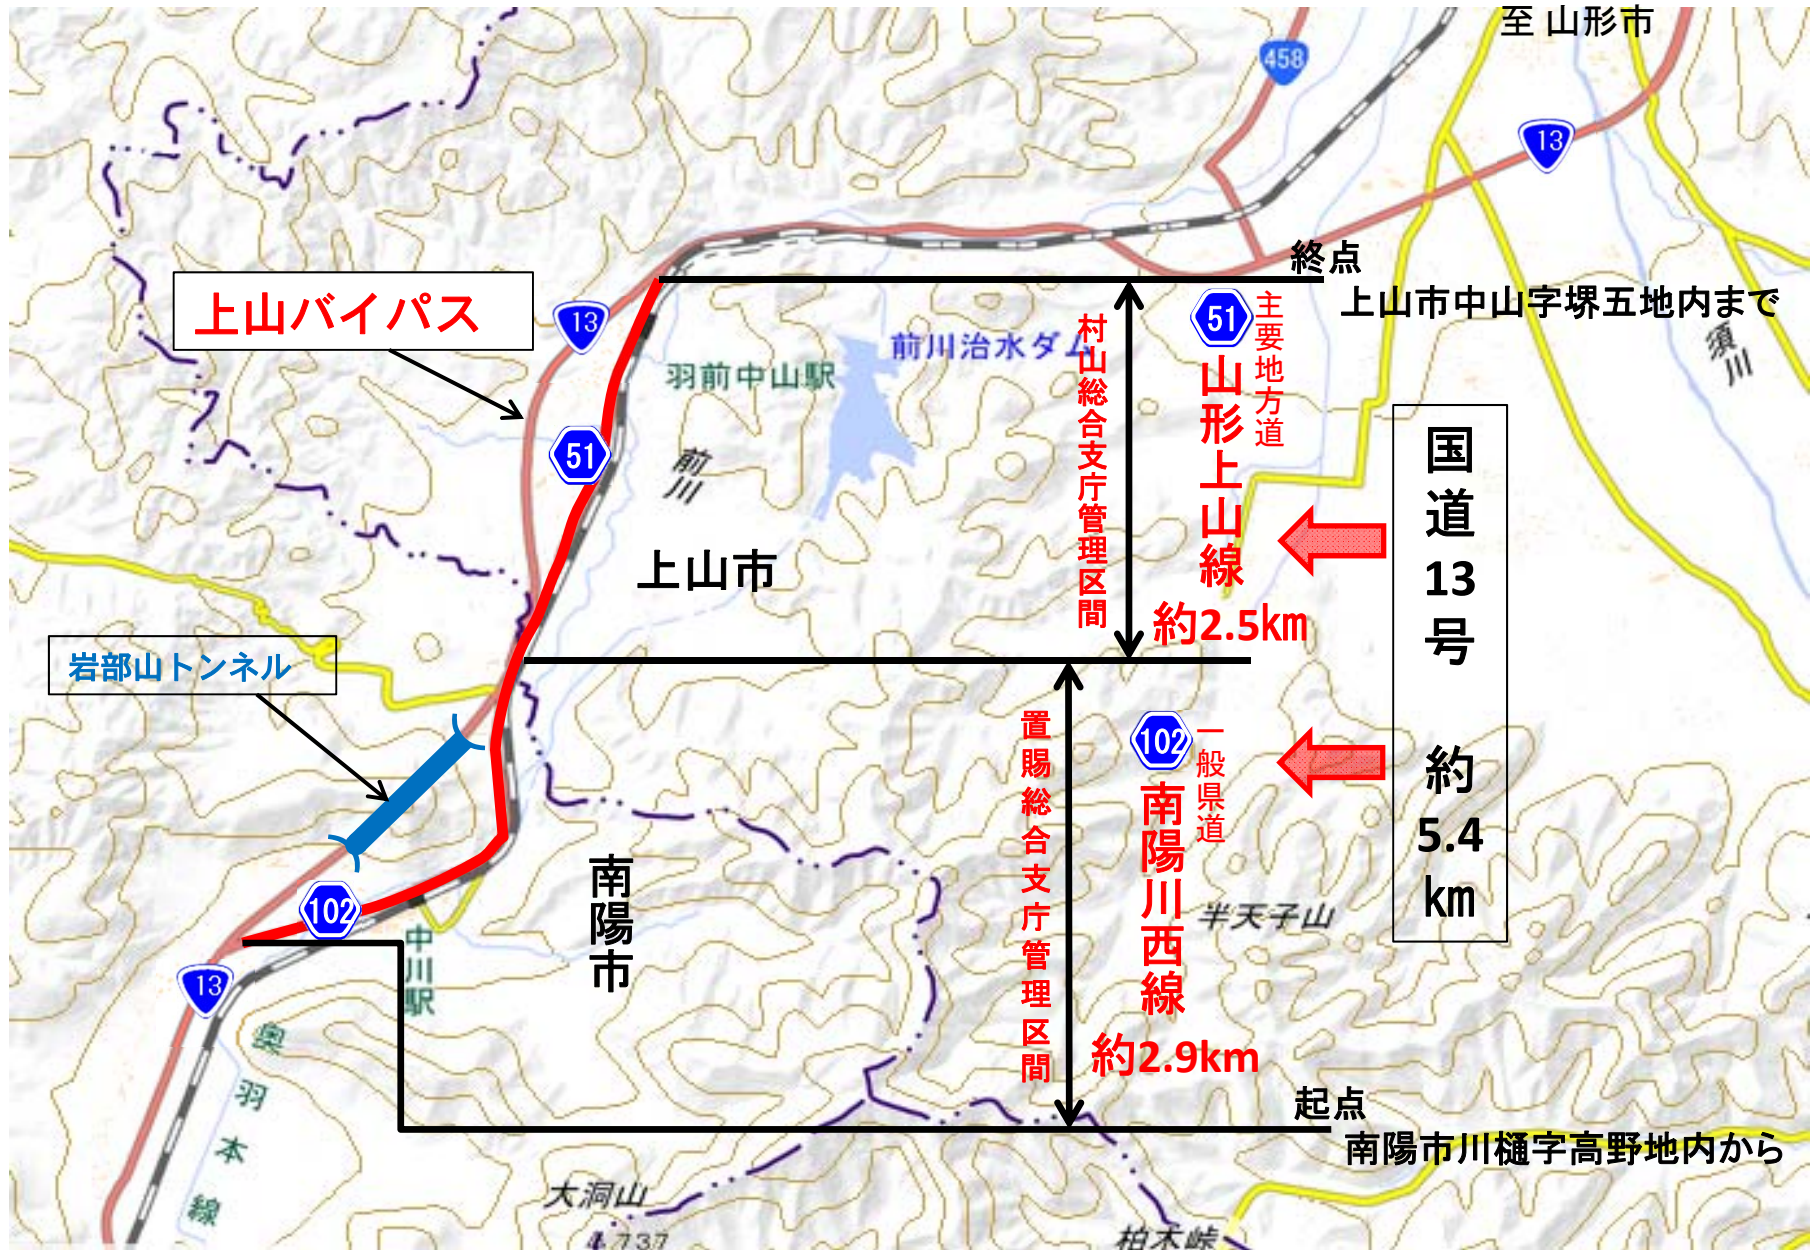 至 山形市
458
13
終点
上山市中山字堺五地内まで
上山バイパス
13
51
主要地方道
山形上山線
約2.5km
村山総合支庁管理区間
前川治水ダム
羽前中山駅
須川
51
前川
上山市
国道13号 約5.4km
岩部山トンネル
102
一般県道
南陽川西線
約2.9km
置賜総合支庁管理区間
半天子山
南陽市
102
中川駅
13
奥羽本線
起点
南陽市川樋字高野地内から
大洞山
737
柏木峠